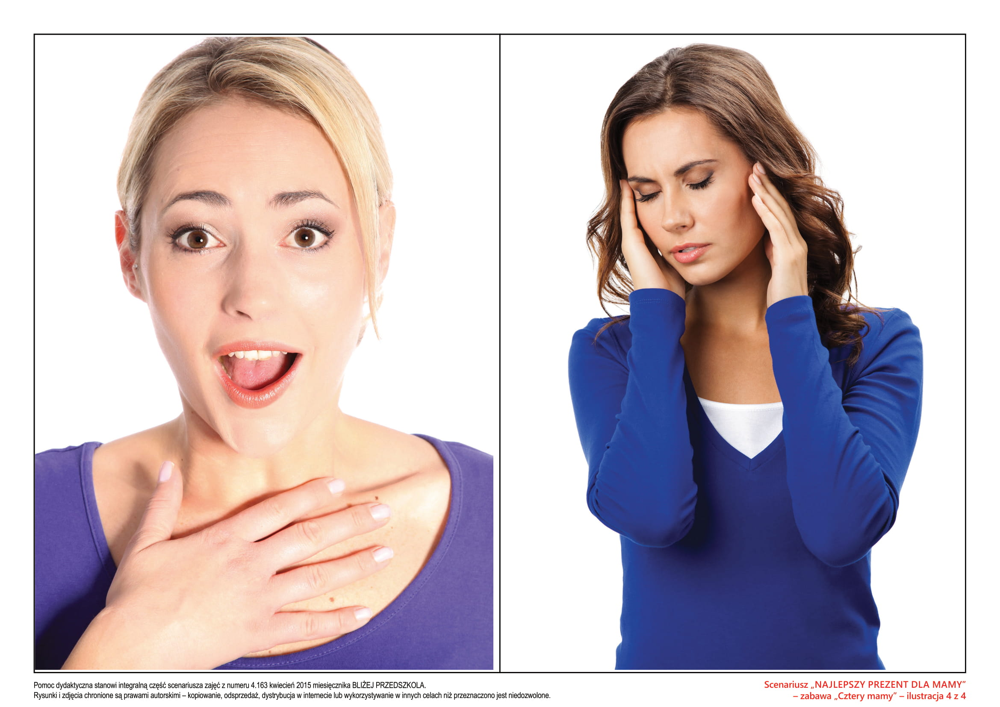 Pomoc dydaktyczna stanowi integralną część scenariusza zajęć z numeru 4.163 kwiecień 2015 miesięcznika BLIŻEJ PRZEDSZKOLA.
Rysunki i zdjęcia chronione są prawami autorskimi – kopiowanie, odsprzedaż, dystrybucja w internecie lub wykorzystywanie w innych celach niż przeznaczono jest niedozwolone.
Scenariusz „NAJLEPSZY PREZENT DLA MAMY”
– zabawa „Cztery mamy” – ilustracja 4 z 4